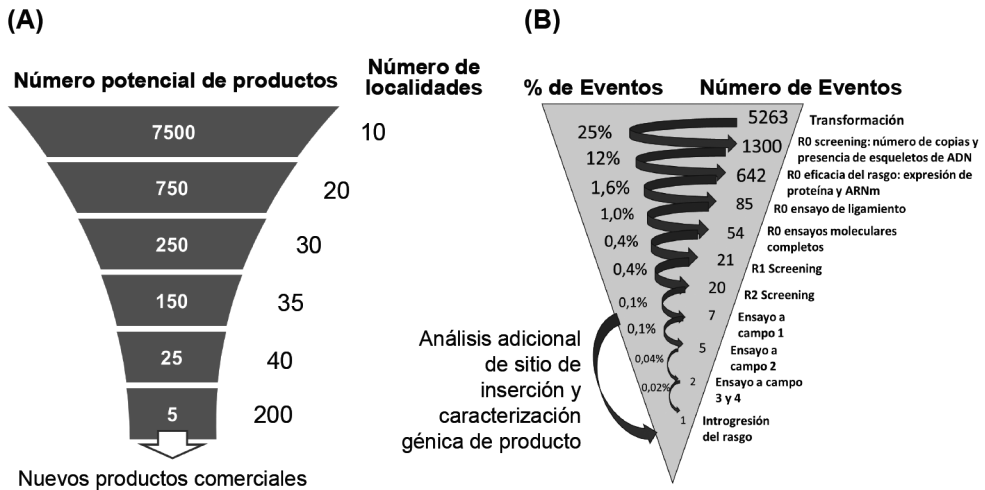 (A)
Número potencial de productos
Número de
localidades
7500
10
750
20
250
30
150
35
25
40
5
200
Nuevos productos comerciales
(B)
% de Eventos
Número de Eventos
5263
Transformación
25%
1300
R0 screening: número de copias y
presencia de esqueletos de ADN
12%
642
R0 eficacia del rasgo: expresión de
proteína y ARNm
1,6%
85
R0 ensayo de ligamiento
1,0%
54
R0 ensayos moleculares
completos
0,4%
21
R1 Screening
0,4%
20
R2 Screening
0,1%
7
Ensayo a
campo 1
0,1%
5
Ensayo a
campo 2
0,04%
2
Ensayo a campo
3 y 4
0,02%
1
Introgresión
del rasgo
Análisis adicional
de sitio de
inserción y
caracterización
génica de producto